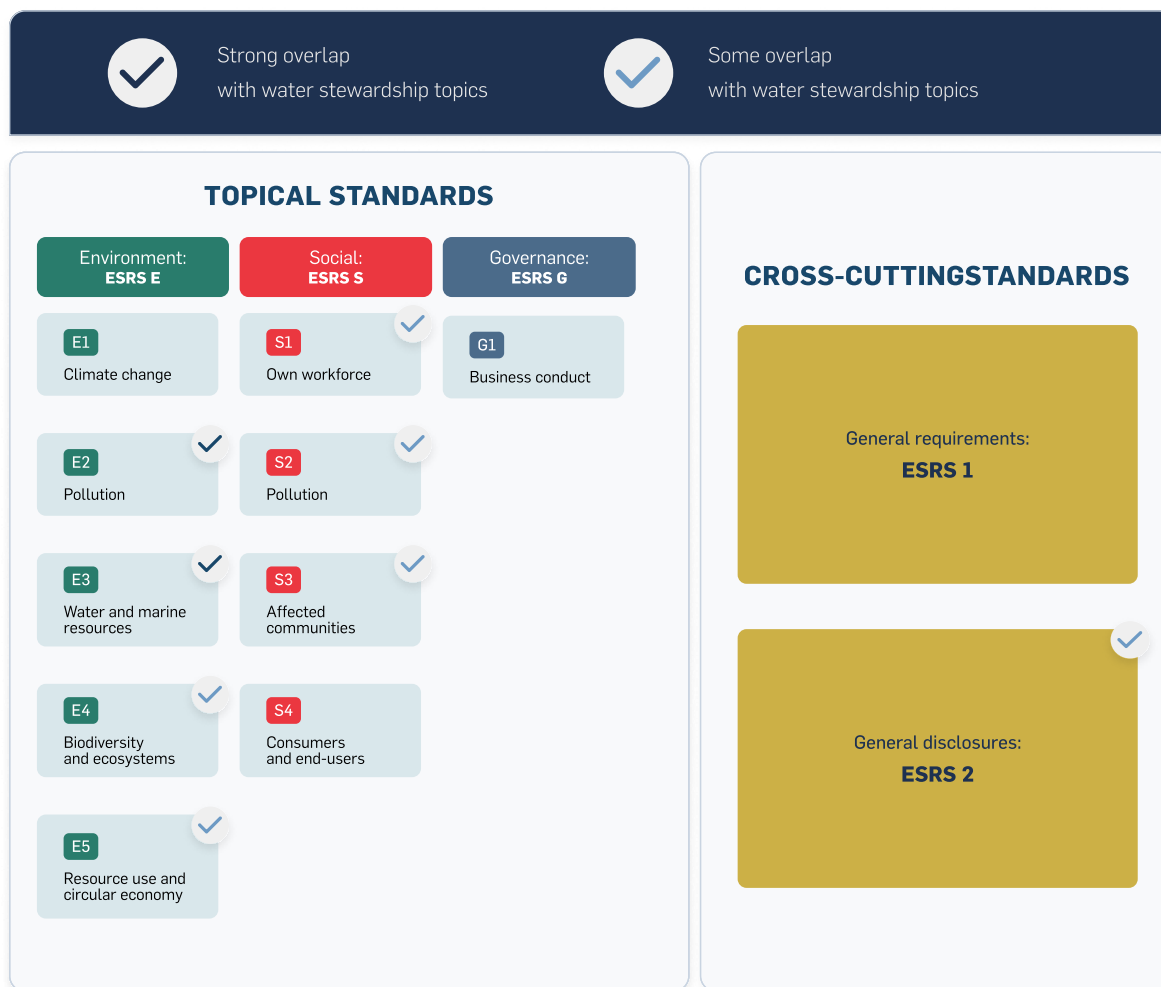 Strong overlap
with water stewardship topics
Some overlap
with water stewardship topics
TOPICAL STANDARDS
Environment:
ESRS E
Social:
ESRS S
Governance:
ESRS G
E1
Climate change
S1
Own workforce
G1
Business conduct
E2
Pollution
S2
Pollution
E3
Water and marine
resources
S3
Affected
communities
E4
Biodiversity
and ecosystems
S4
Consumers
and end-users
E5
Resource use and
circular economy
CROSS-CUTTINGSTANDARDS
General requirements:
ESRS 1
General disclosures:
ESRS 2